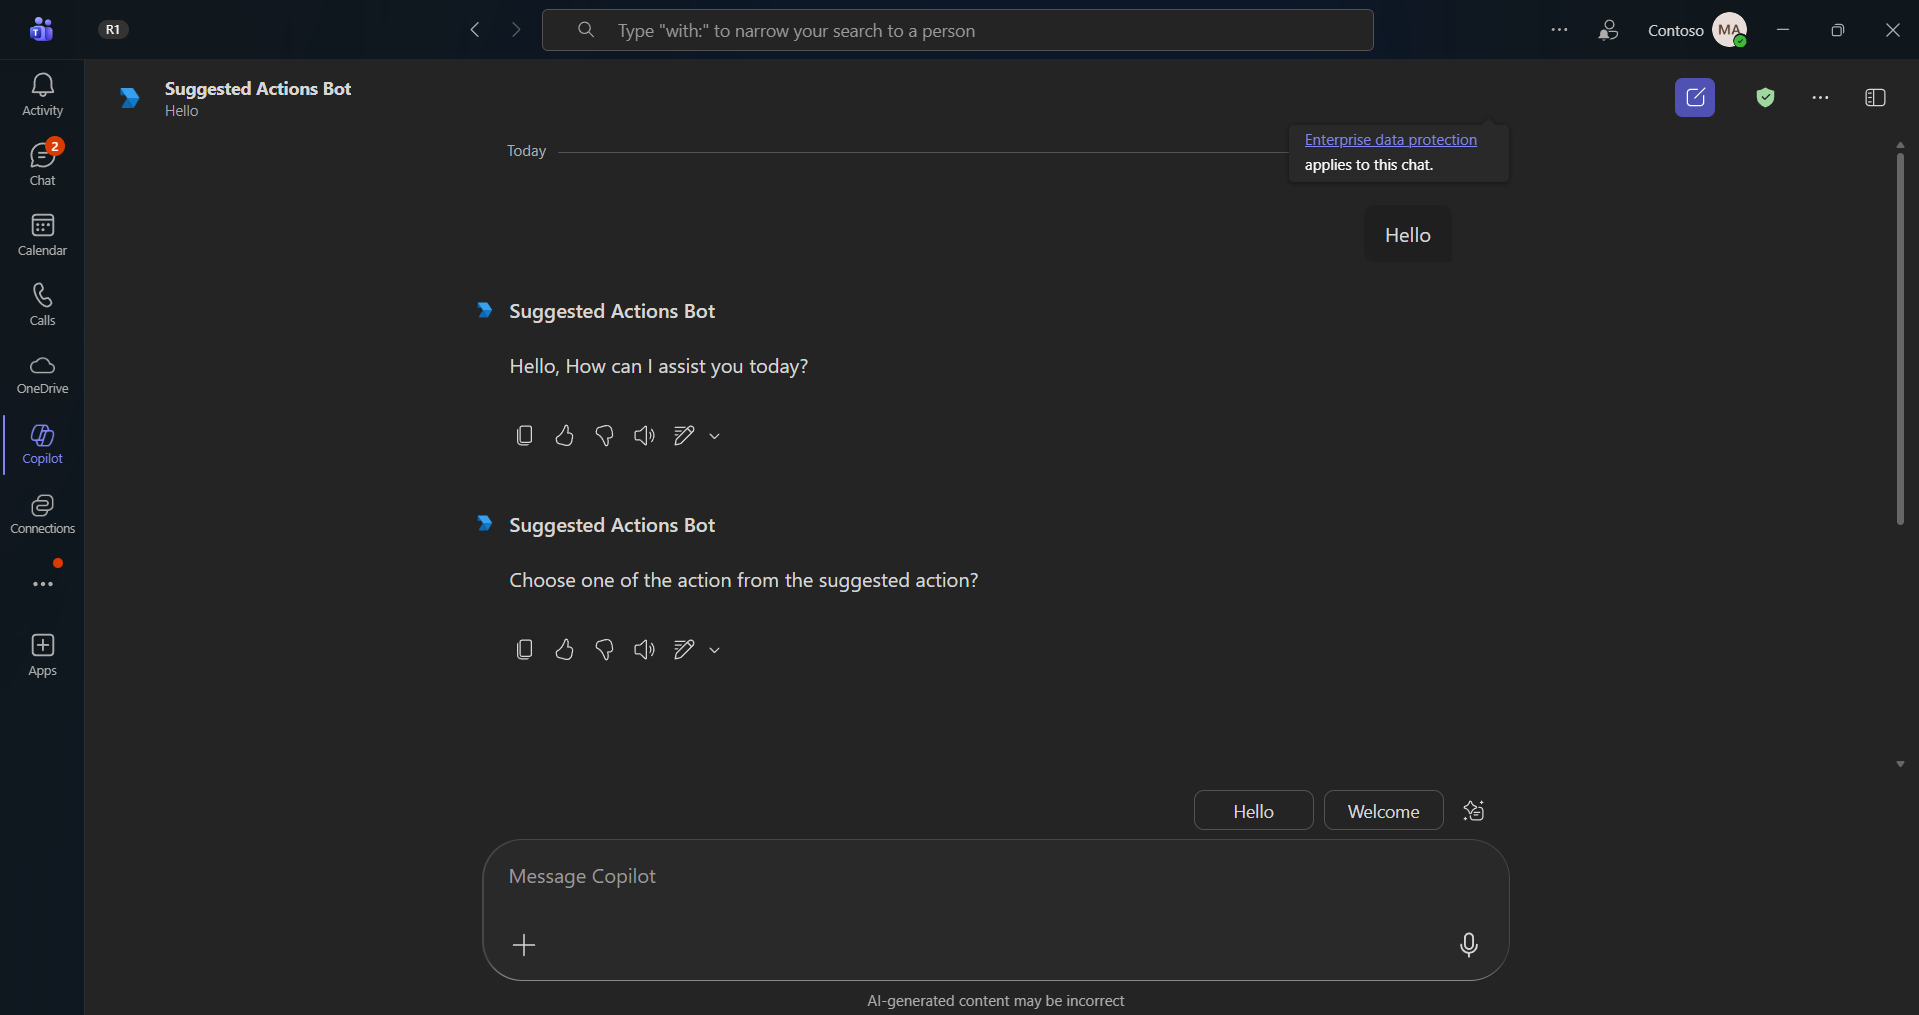 R1
Type "with:" to narrow your search to a person
Contoso
MA
Activity
2
Chat
Calendar
Calls
OneDrive
Copilot
Connections
Apps
Suggested Actions Bot
Hello
Enterprise data protection
applies to this chat.
Today
Hello
Suggested Actions Bot
Hello, How can I assist you today?
Suggested Actions Bot
Choose one of the action from the suggested action?
Hello
Welcome
Message Copilot
AI-generated content may be incorrect